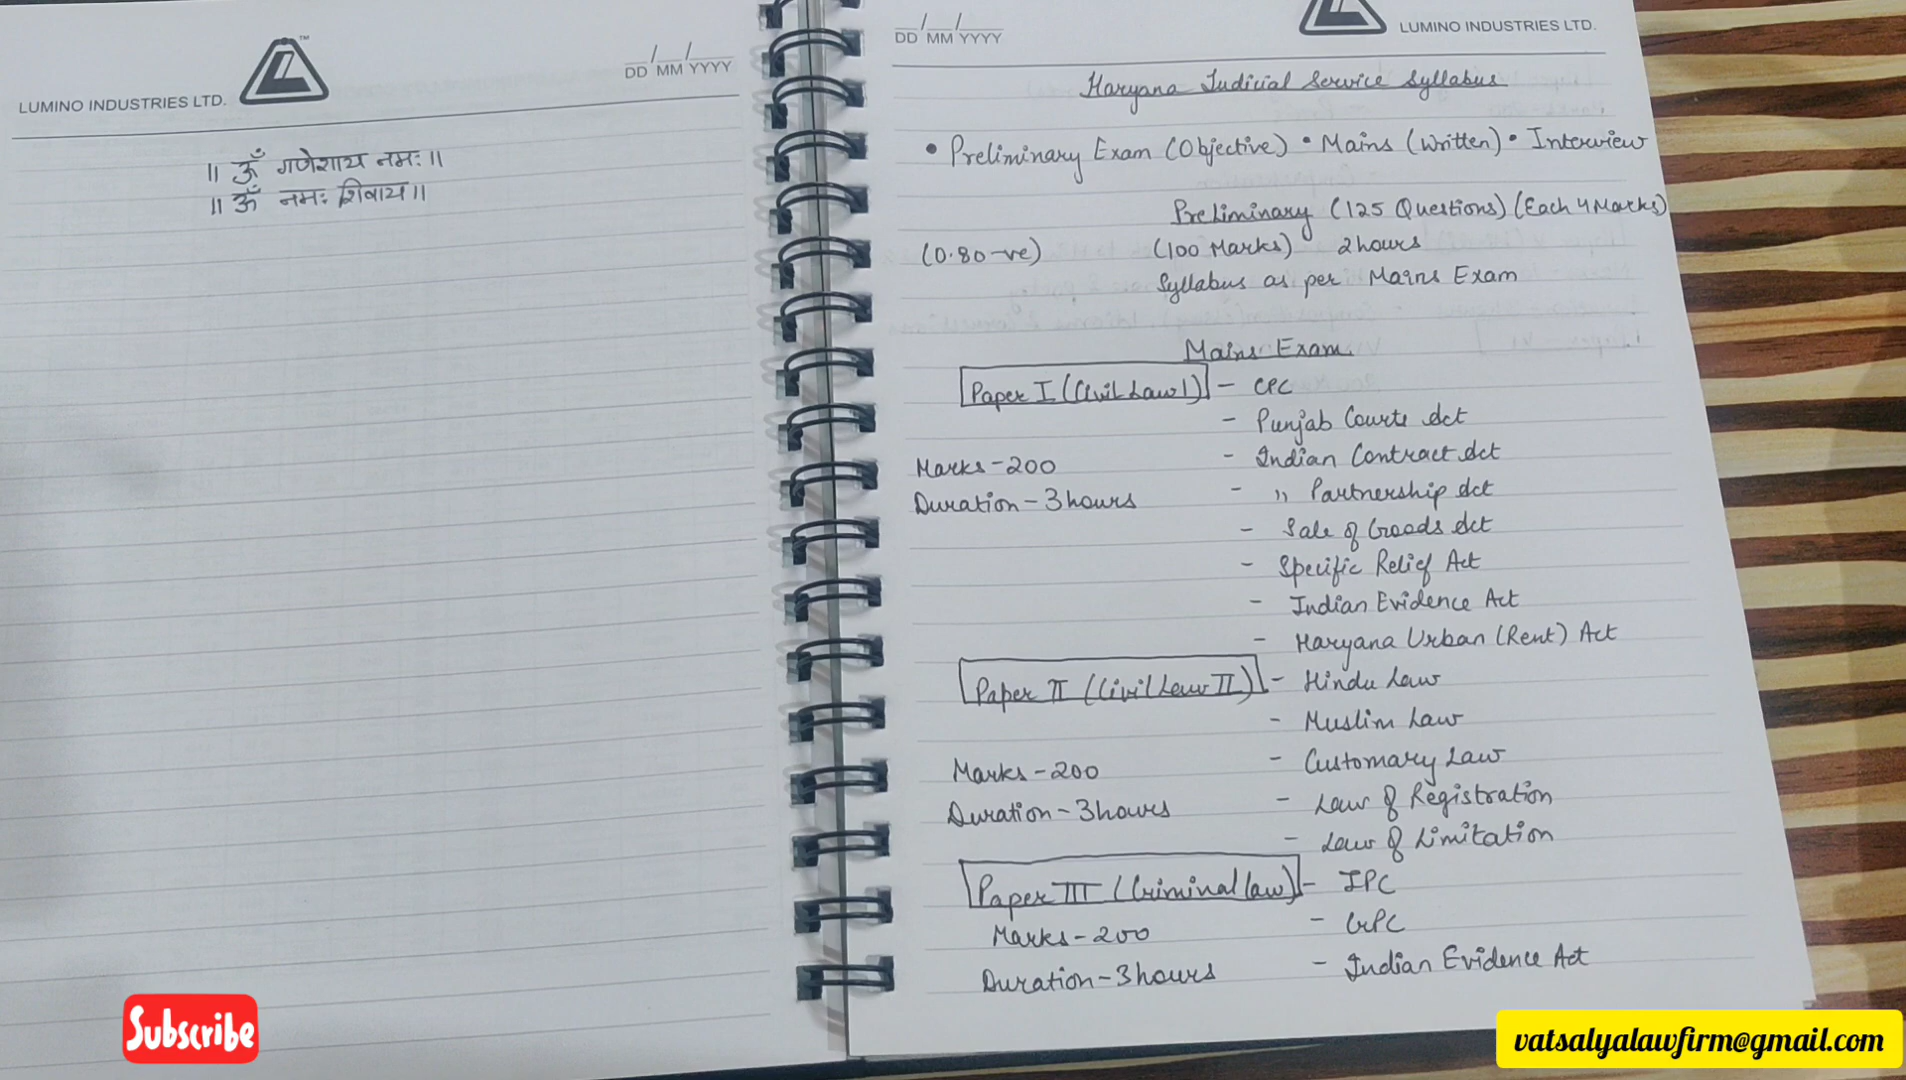 LUMINO INDUSTRIES LTD.
DD MM YYYY
॥ ॐ गणेशाय नमः ॥
॥ ॐ नमः शिवाय ॥
DD MM YYYY
LUMINO INDUSTRIES LTD.
Haryana Judicial Service Syllabus
• Preliminary Exam (Objective) • Mains (Written) • Interview
Preliminary (125 Questions) (Each 4 Marks)
(0.80-ve) (100 Marks) 2 hours
Syllabus as per Mains Exam
Mains Exam
Paper I (Civil Law I) - CPC
- Punjab Courts Act
Marks - 200 - Indian Contract Act
Duration - 3 hours - " Partnership Act
- Sale of Goods Act
- Specific Relief Act
- Indian Evidence Act
- Haryana Urban (Rent) Act
Paper II (Civil Law II) - Hindu Law
- Muslim Law
Marks - 200 - Customary Law
Duration - 3 hours - Law of Registration
- Law of Limitation
Paper III (Criminal Law) - IPC
Marks - 200 - CrPC
Duration - 3 hours - Indian Evidence Act
Subscribe
vatsalyalawfirm@gmail.com